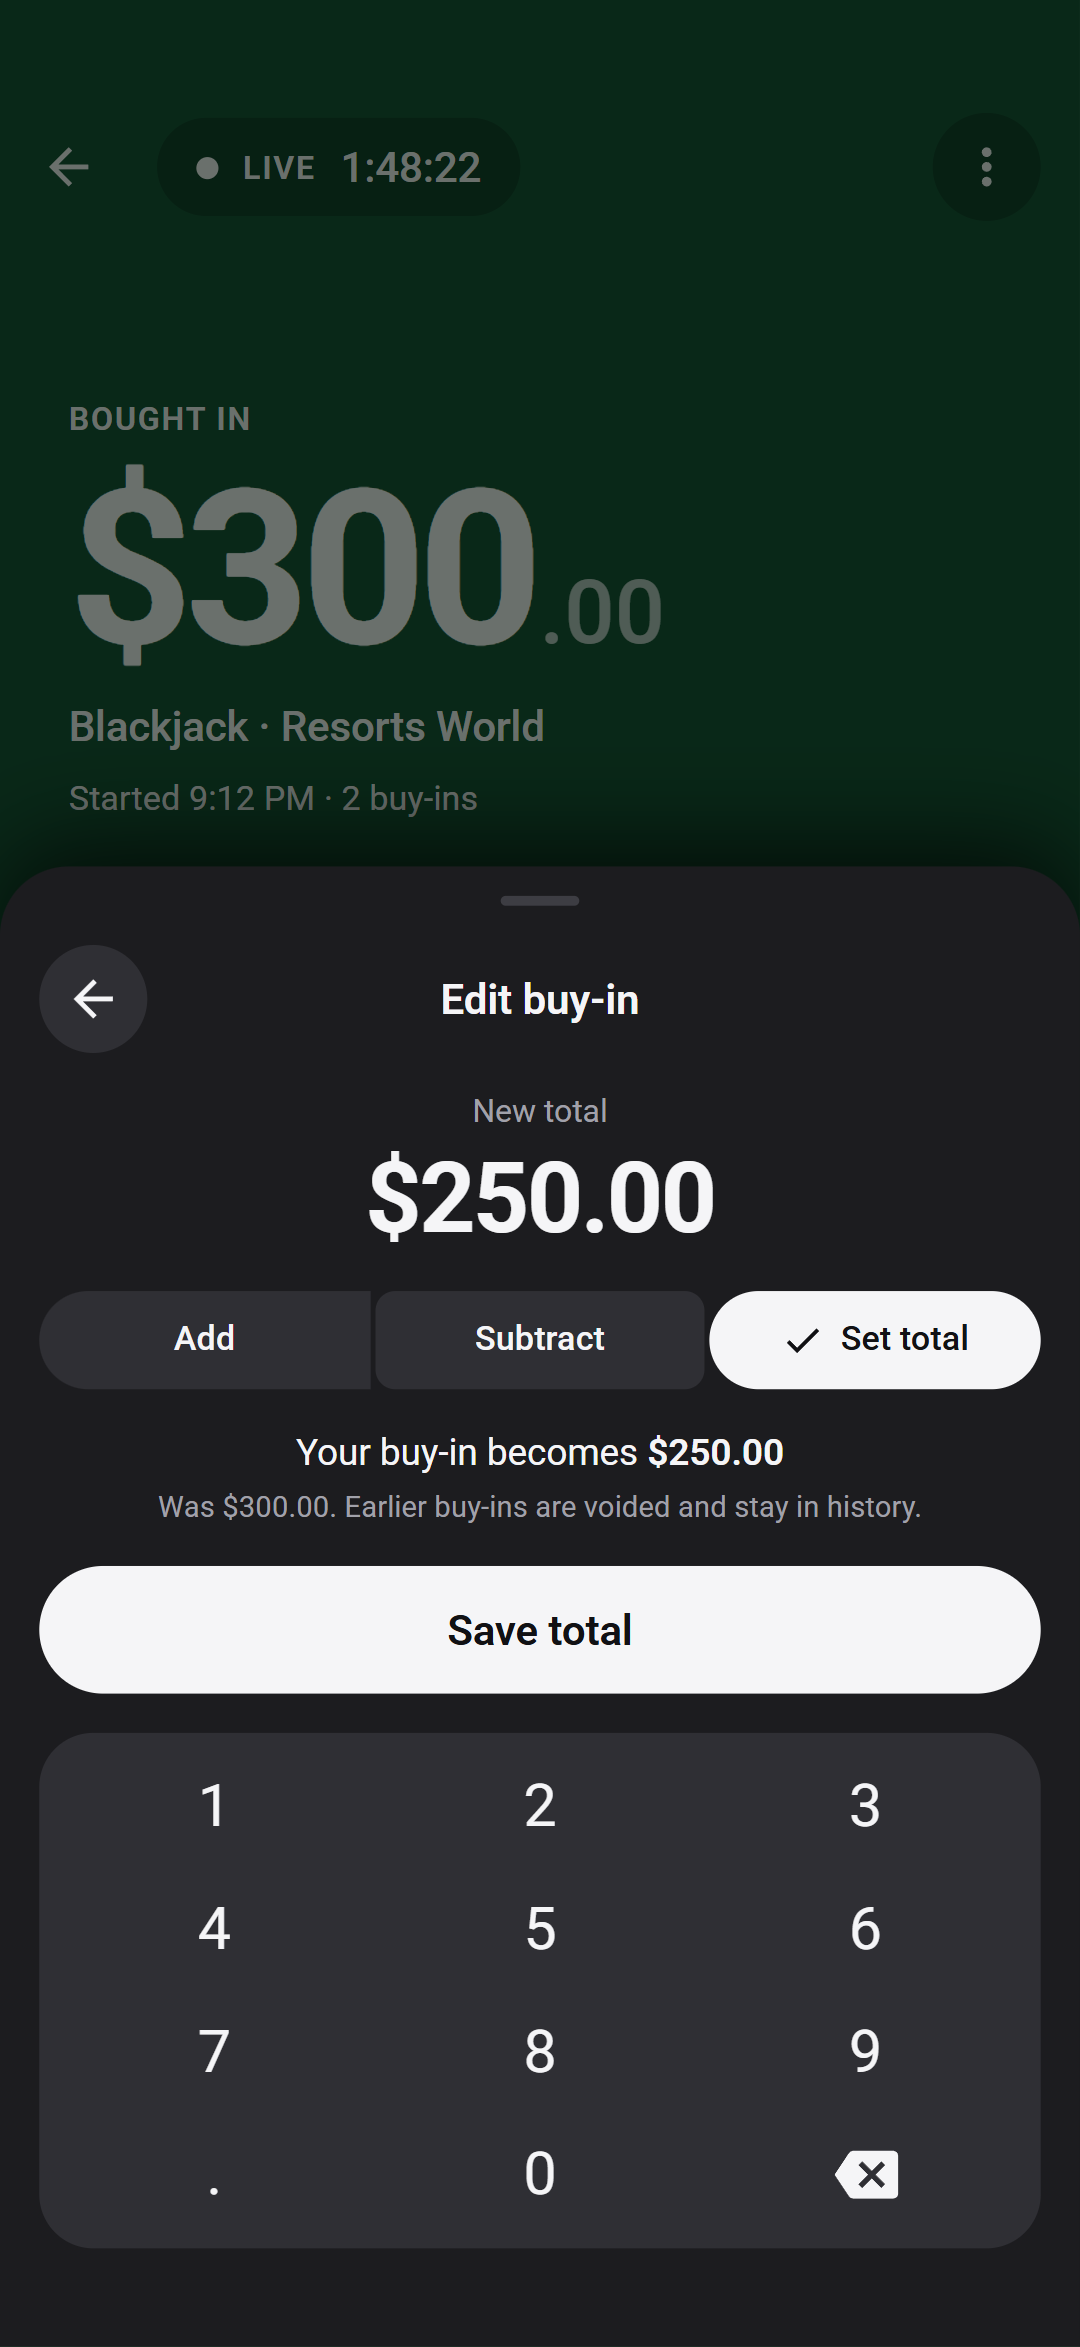 LIVE 1:48:22
BOUGHT IN
$300.00
Blackjack · Resorts World
Started 9:12 PM · 2 buy-ins
Edit buy-in
New total
$250.00
Add Subtract Set total
Your buy-in becomes $250.00
Was $300.00. Earlier buy-ins are voided and stay in history.
Save total
1 2 3
4 5 6
7 8 9
. 0